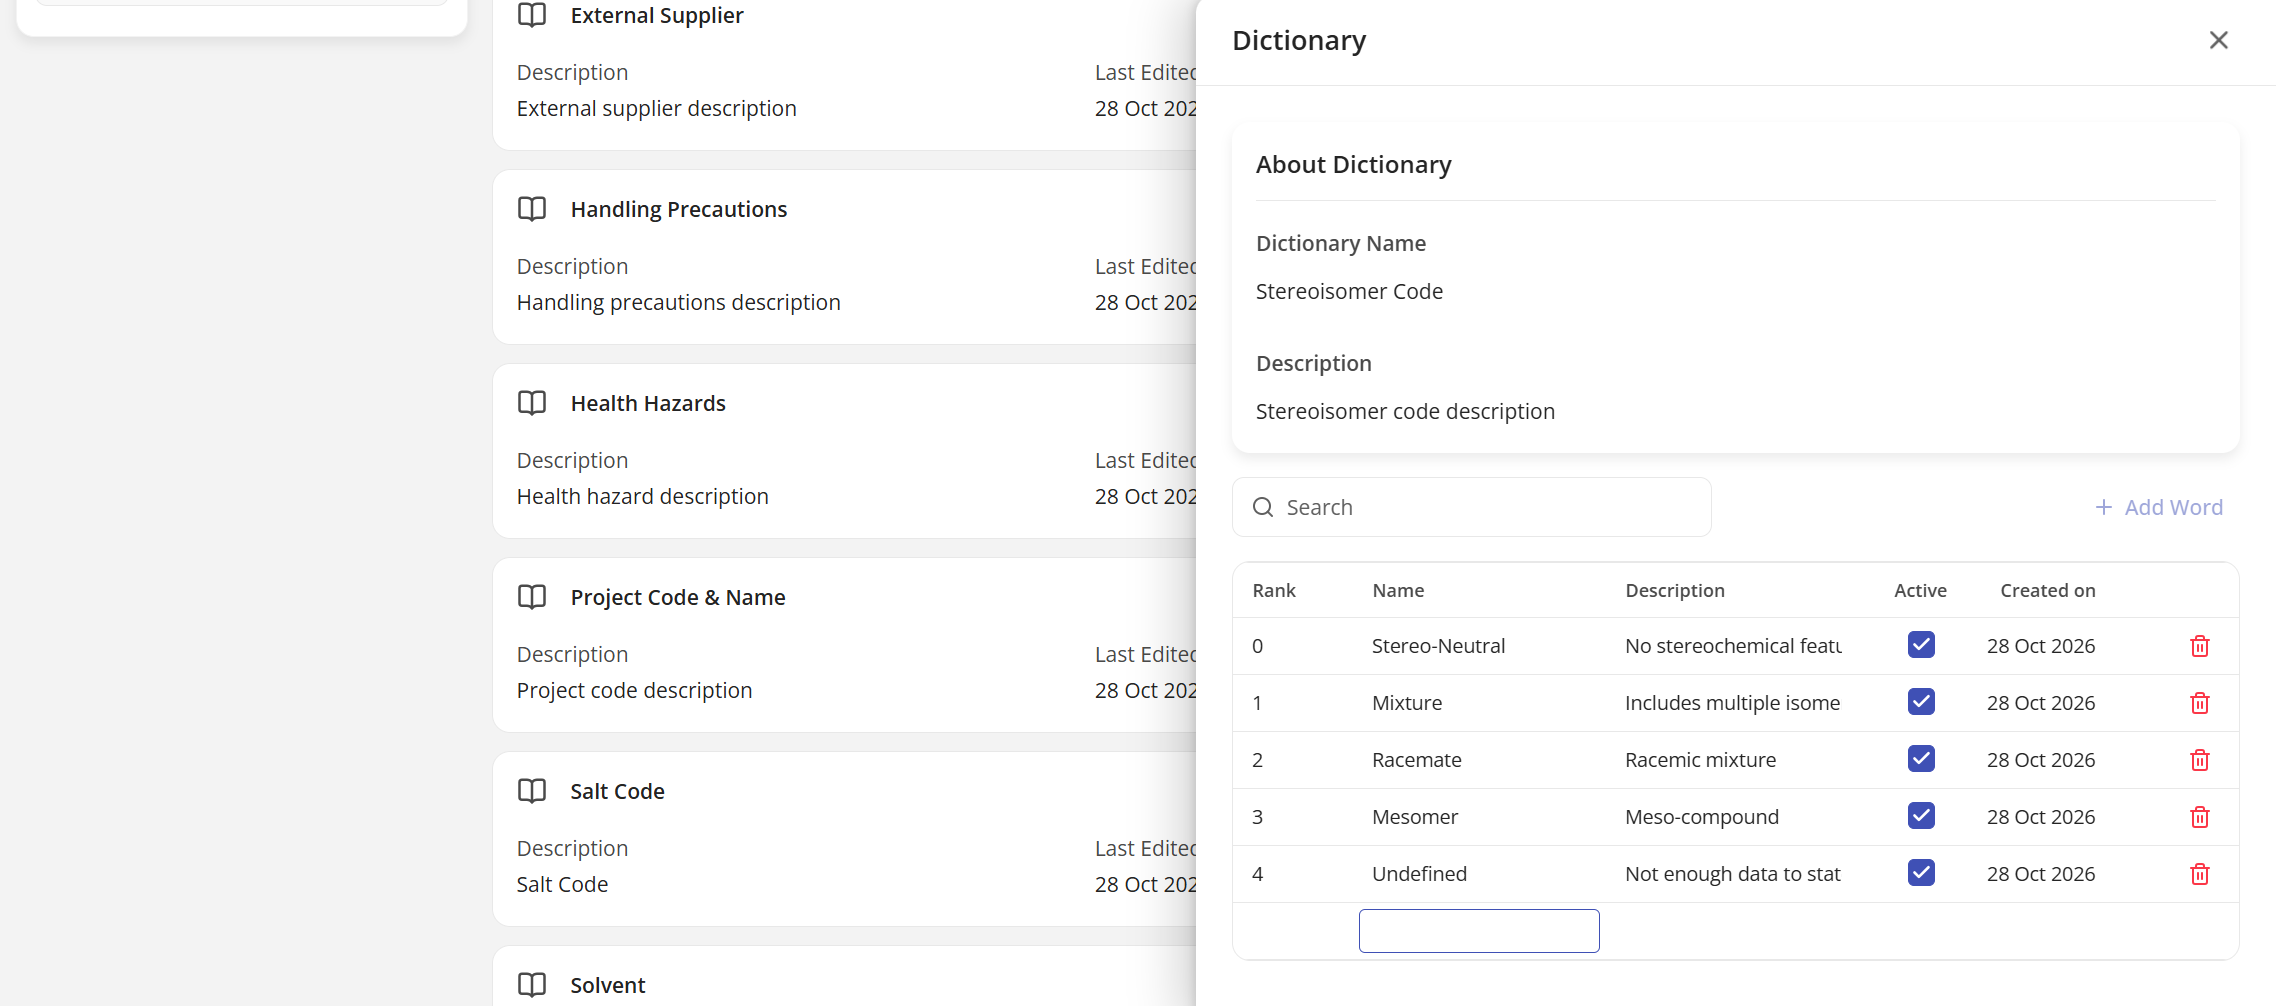 External Supplier
Description Last Edited
External supplier description 28 Oct 202
Handling Precautions
Description Last Edited
Handling precautions description 28 Oct 202
Health Hazards
Description Last Edited
Health hazard description 28 Oct 202
Project Code & Name
Description Last Edited
Project code description 28 Oct 202
Salt Code
Description Last Edited
Salt Code 28 Oct 202
Solvent
Dictionary
About Dictionary
Dictionary Name
Stereoisomer Code
Description
Stereoisomer code description
Search + Add Word
Rank Name Description Active Created on
0 Stereo-Neutral No stereochemical featu 28 Oct 2026
1 Mixture Includes multiple isome 28 Oct 2026
2 Racemate Racemic mixture 28 Oct 2026
3 Mesomer Meso-compound 28 Oct 2026
4 Undefined Not enough data to stat 28 Oct 2026